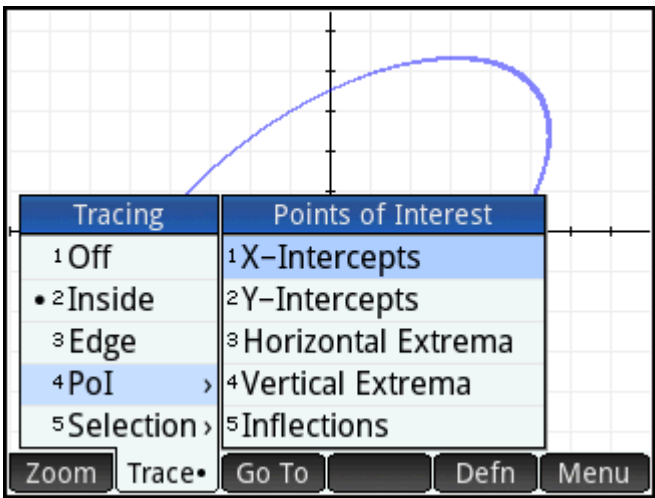 Tracing
1 Off
• 2 Inside
3 Edge
4 PoI ›
5 Selection ›
Points of Interest
1 X-Intercepts
2 Y-Intercepts
3 Horizontal Extrema
4 Vertical Extrema
5 Inflections
Zoom Trace• Go To Defn Menu